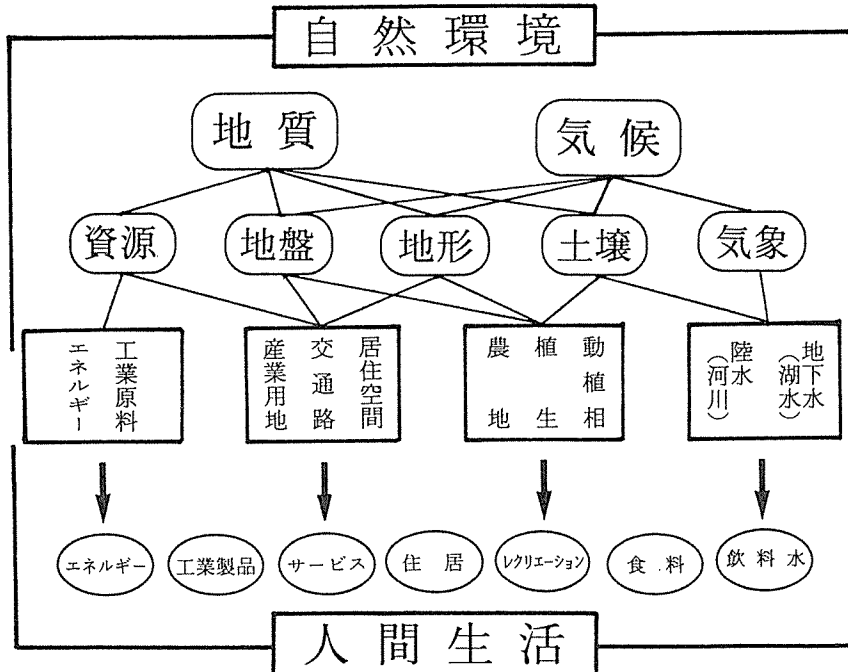 自然環境
地質
気候
資源
地盤
地形
土壌
気象
工業原料
エネルギー
居住空間
交通路
産業用地
動植相
植生
農地
地下水
(湖水)
陸水
(河川)
エネルギー
工業製品
サービス
住居
レクリエーション
食料
飲料水
人間生活